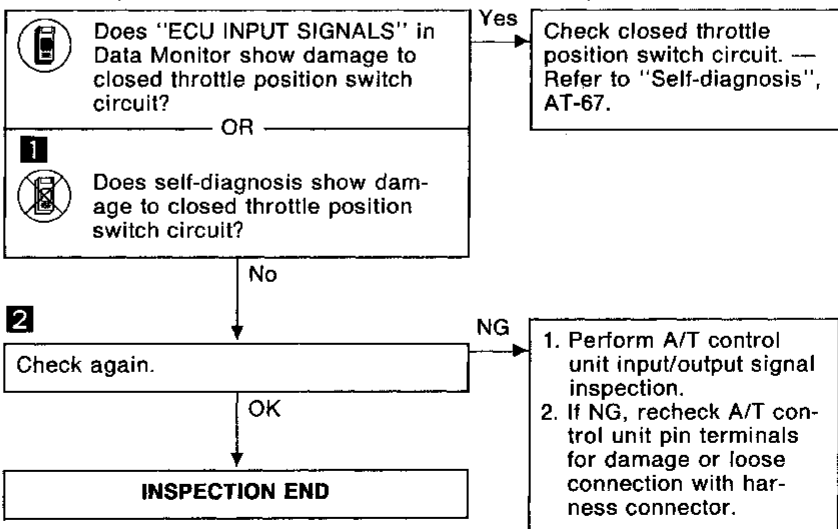 Does "ECU INPUT SIGNALS" in
Data Monitor show damage to
closed throttle position switch
circuit?
Yes
Check closed throttle
position switch circuit. —
Refer to "Self-diagnosis",
AT-67.
OR
1
Does self-diagnosis show dam-
age to closed throttle position
switch circuit?
No
2
Check again.
NG
1. Perform A/T control
unit input/output signal
inspection.
2. If NG, recheck A/T con-
trol unit pin terminals
for damage or loose
connection with har-
ness connector.
OK
INSPECTION END